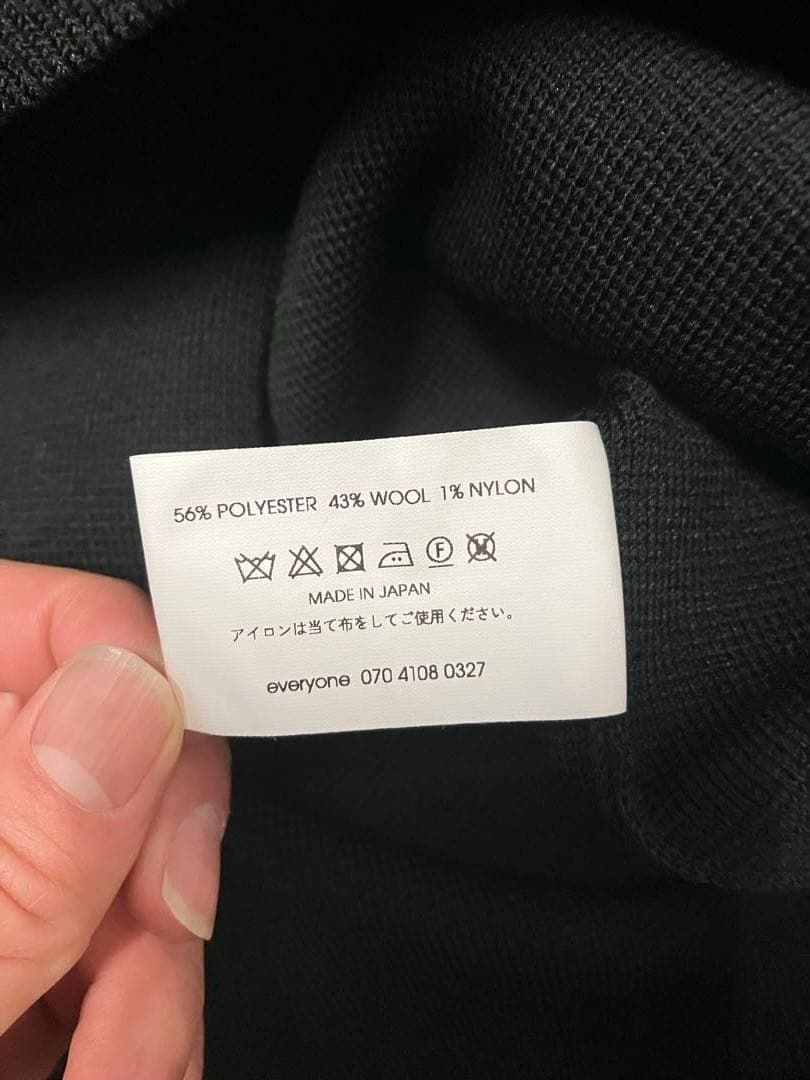 56% POLYESTER 43% WOOL 1% NYLON
F W
MADE IN JAPAN
アイロンは当て布をしてご使用ください。
everyone 070 4108 0327